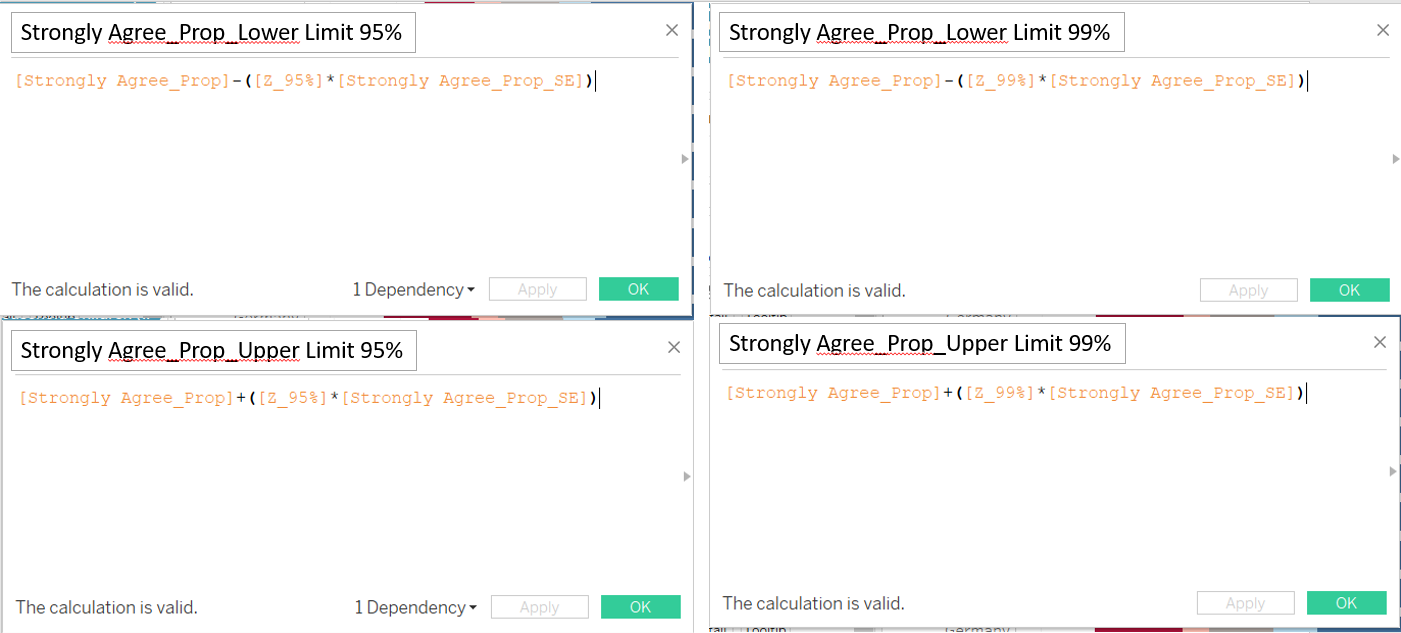 Strongly Agree_Prop_Lower Limit 95%
[Strongly Agree_Prop]-([Z_95%]*[Strongly Agree_Prop_SE])
The calculation is valid.
1 Dependency
Apply
OK
Strongly Agree_Prop_Lower Limit 99%
[Strongly Agree_Prop]-([Z_99%]*[Strongly Agree_Prop_SE])
The calculation is valid.
Apply
OK
Strongly Agree_Prop_Upper Limit 95%
[Strongly Agree_Prop]+([Z_95%]*[Strongly Agree_Prop_SE])
The calculation is valid.
1 Dependency
Apply
OK
Strongly Agree_Prop_Upper Limit 99%
[Strongly Agree_Prop]+([Z_99%]*[Strongly Agree_Prop_SE])
The calculation is valid.
Apply
OK
Tooltip
Germany